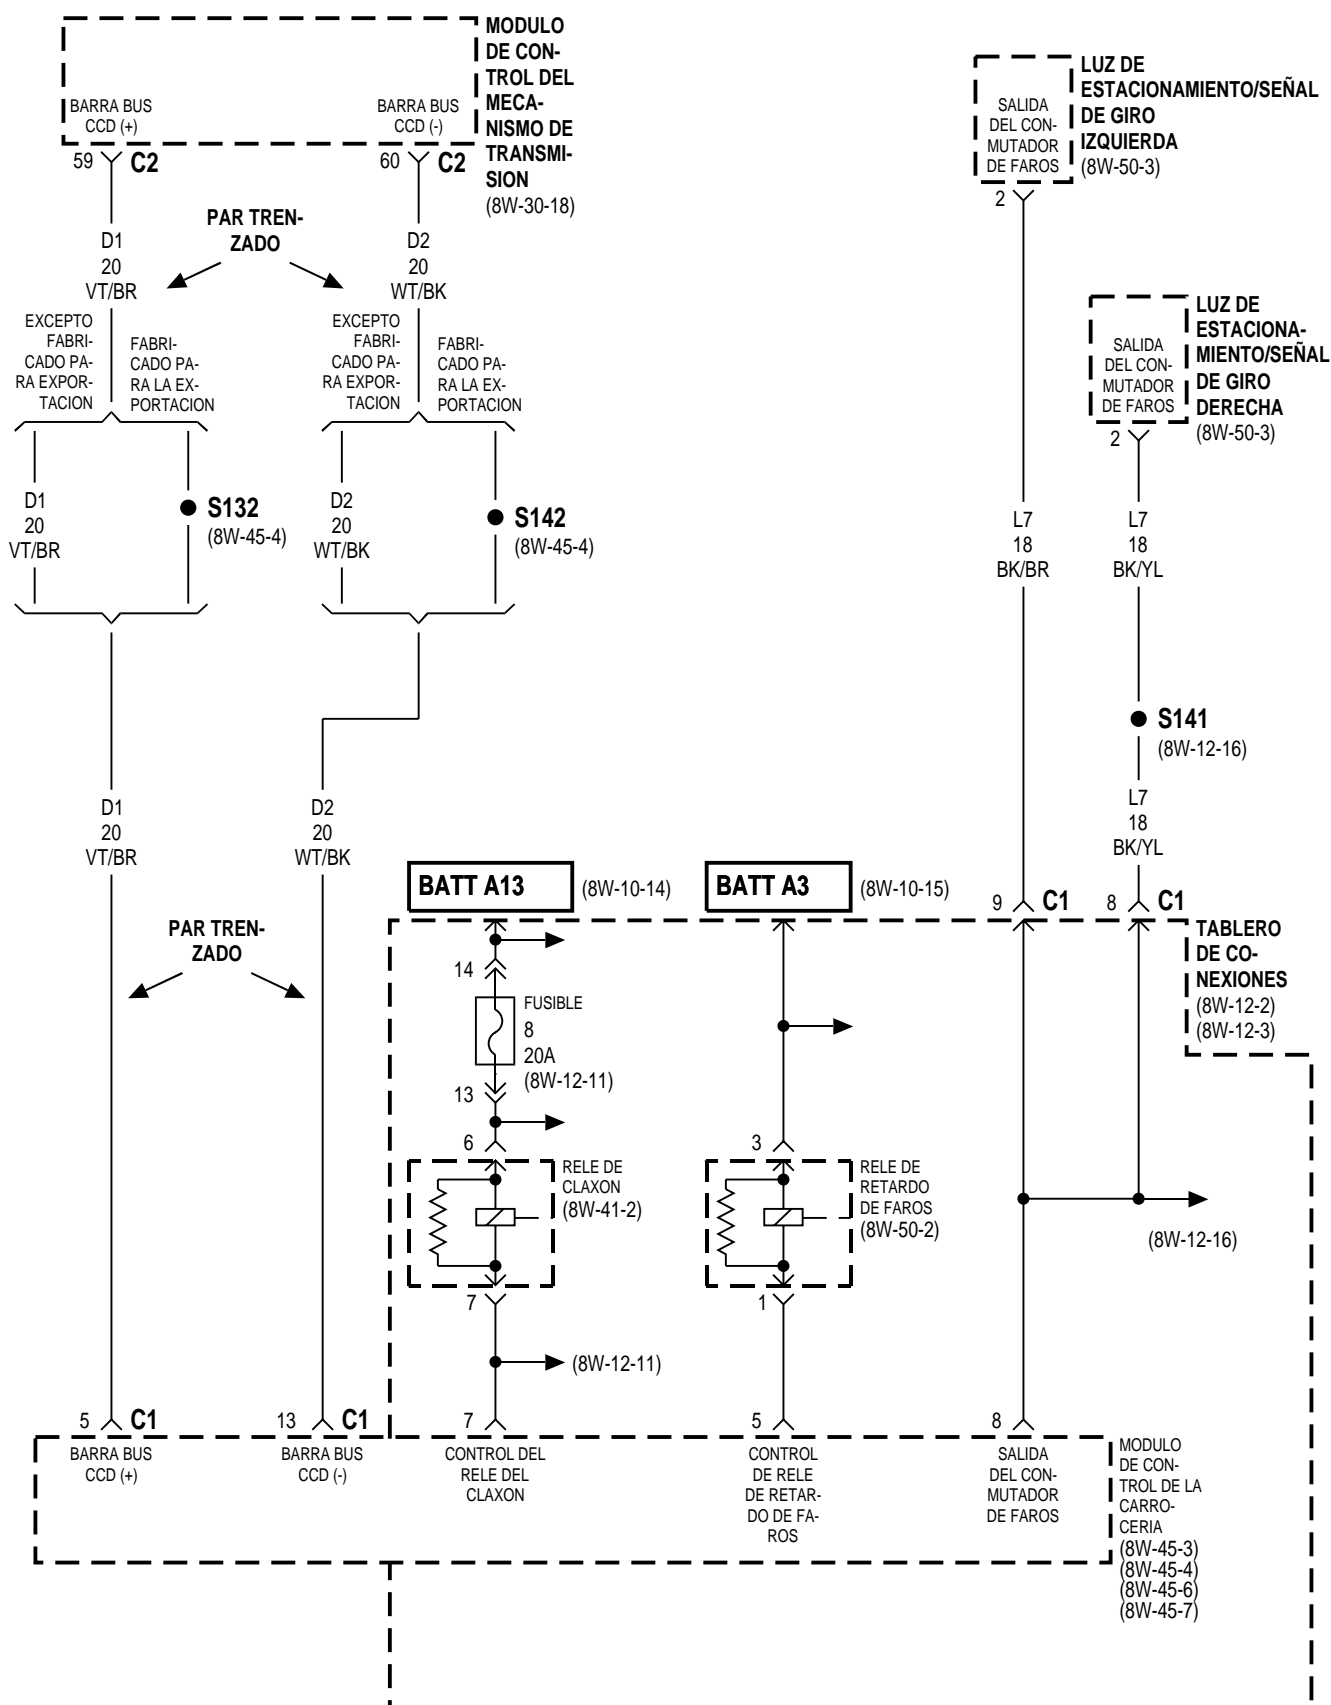 MODULO
DE CON-
TROL DEL
MECA-
NISMO DE
TRANSMI-
SION
(8W-30-18)
BARRA BUS
CCD (+)
BARRA BUS
CCD (-)
59
C2
60
C2
PAR TREN-
ZADO
D1
20
VT/BR
D2
20
WT/BK
EXCEPTO
FABRI-
CADO PA-
RA EXPOR-
TACION
FABRI-
CADO PA-
RA LA EX-
PORTACION
EXCEPTO
FABRI-
CADO PA-
RA EXPOR-
TACION
FABRI-
CADO PA-
RA LA EX-
PORTACION
D1
20
VT/BR
S132
(8W-45-4)
D2
20
WT/BK
S142
(8W-45-4)
D1
20
VT/BR
D2
20
WT/BK
PAR TREN-
ZADO
SALIDA
DEL CON-
MUTADOR
DE FAROS
LUZ DE
ESTACIONAMIENTO/SEÑAL
DE GIRO
IZQUIERDA
(8W-50-3)
2
SALIDA
DEL CON-
MUTADOR
DE FAROS
LUZ DE
ESTACIONA-
MIENTO/SEÑAL
DE GIRO
DERECHA
(8W-50-3)
2
L7
18
BK/BR
L7
18
BK/YL
S141
(8W-12-16)
L7
18
BK/YL
BATT A13
(8W-10-14)
BATT A3
(8W-10-15)
9
C1
8
C1
TABLERO
DE CO-
NEXIONES
(8W-12-2)
(8W-12-3)
14
FUSIBLE
8
20A
(8W-12-11)
13
6
RELE DE
CLAXON
(8W-41-2)
7
(8W-12-11)
3
RELE DE
RETARDO
DE FAROS
(8W-50-2)
1
(8W-12-16)
5
C1
13
C1
7
5
8
BARRA BUS
CCD (+)
BARRA BUS
CCD (-)
CONTROL DEL
RELE DEL
CLAXON
CONTROL
DE RELE
DE RETAR-
DO DE FA-
ROS
SALIDA
DEL CON-
MUTADOR
DE FAROS
MODULO
DE CON-
TROL DE LA
CARRO-
CERIA
(8W-45-3)
(8W-45-4)
(8W-45-6)
(8W-45-7)